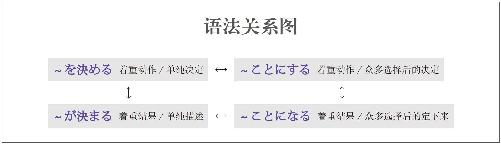 语法关系图
～を決める 着重动作／单纯决定 ↔ ～ことにする 着重动作／众多选择后的决定
～が決まる 着重结果／单纯描述 ↔ ～ことになる 着重结果／众多选择后的定下来